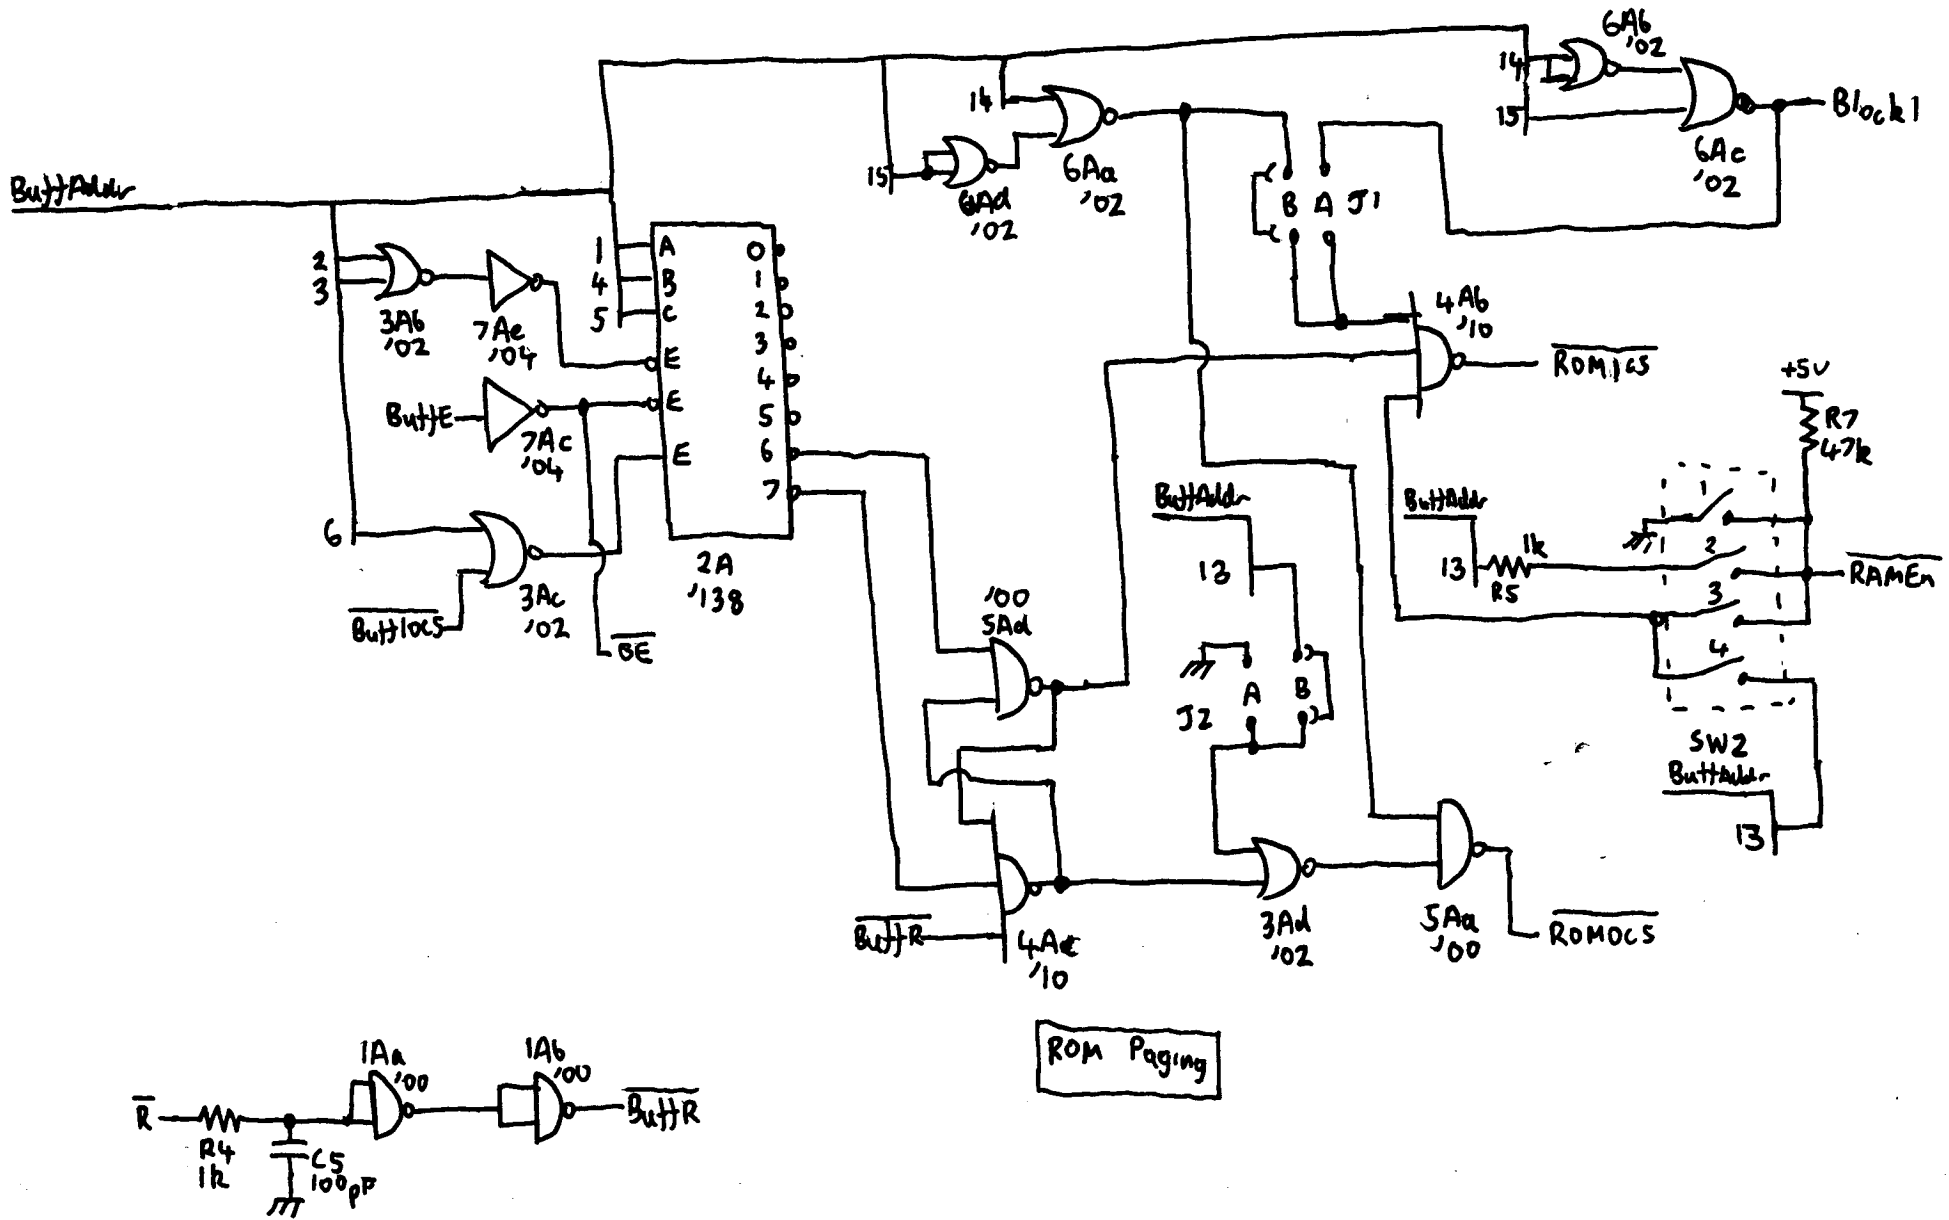 6Ab
'02
14
15
Block1
6Ac
'02
14
15
6Aa
'02
6Ad
'02
B A J1
BuffAddr
2
3
3Ab
'02
7Ae
'04
1 A
4 B
5 C
E
E
E
0
1
2
3
4
5
6
7
2A
'138
BuffE
7Ac
'04
6
3Ac
'02
BuffIOCS
BE
4Ab
'10
ROM1CS
+5V
R7
47k
BuffAddr
13
BuffAddr
13
1k
R5
1
2
3
4
RAMEn
SW2
BuffAddr
13
'00
5Ad
A B
J2
BuffR
4Ac
'10
3Ad
'02
5Aa
'00
ROM0CS
ROM Paging
R
R4
1k
C5
100pF
1Aa
'00
1Ab
'00
BuffR